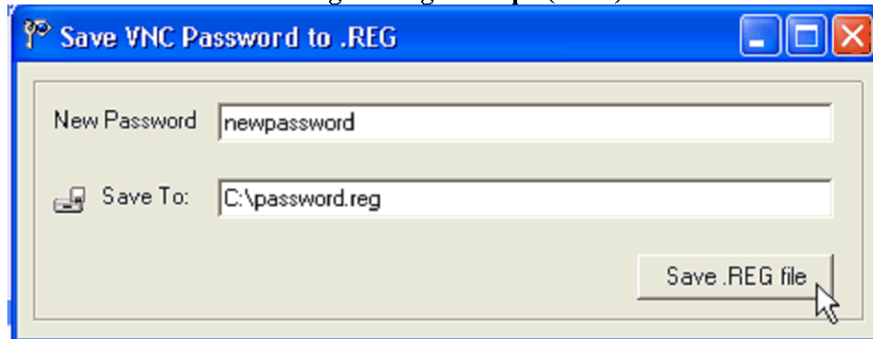 Save VNC Password to .REG
New Password newpassword
Save To: C:\password.reg
Save .REG file